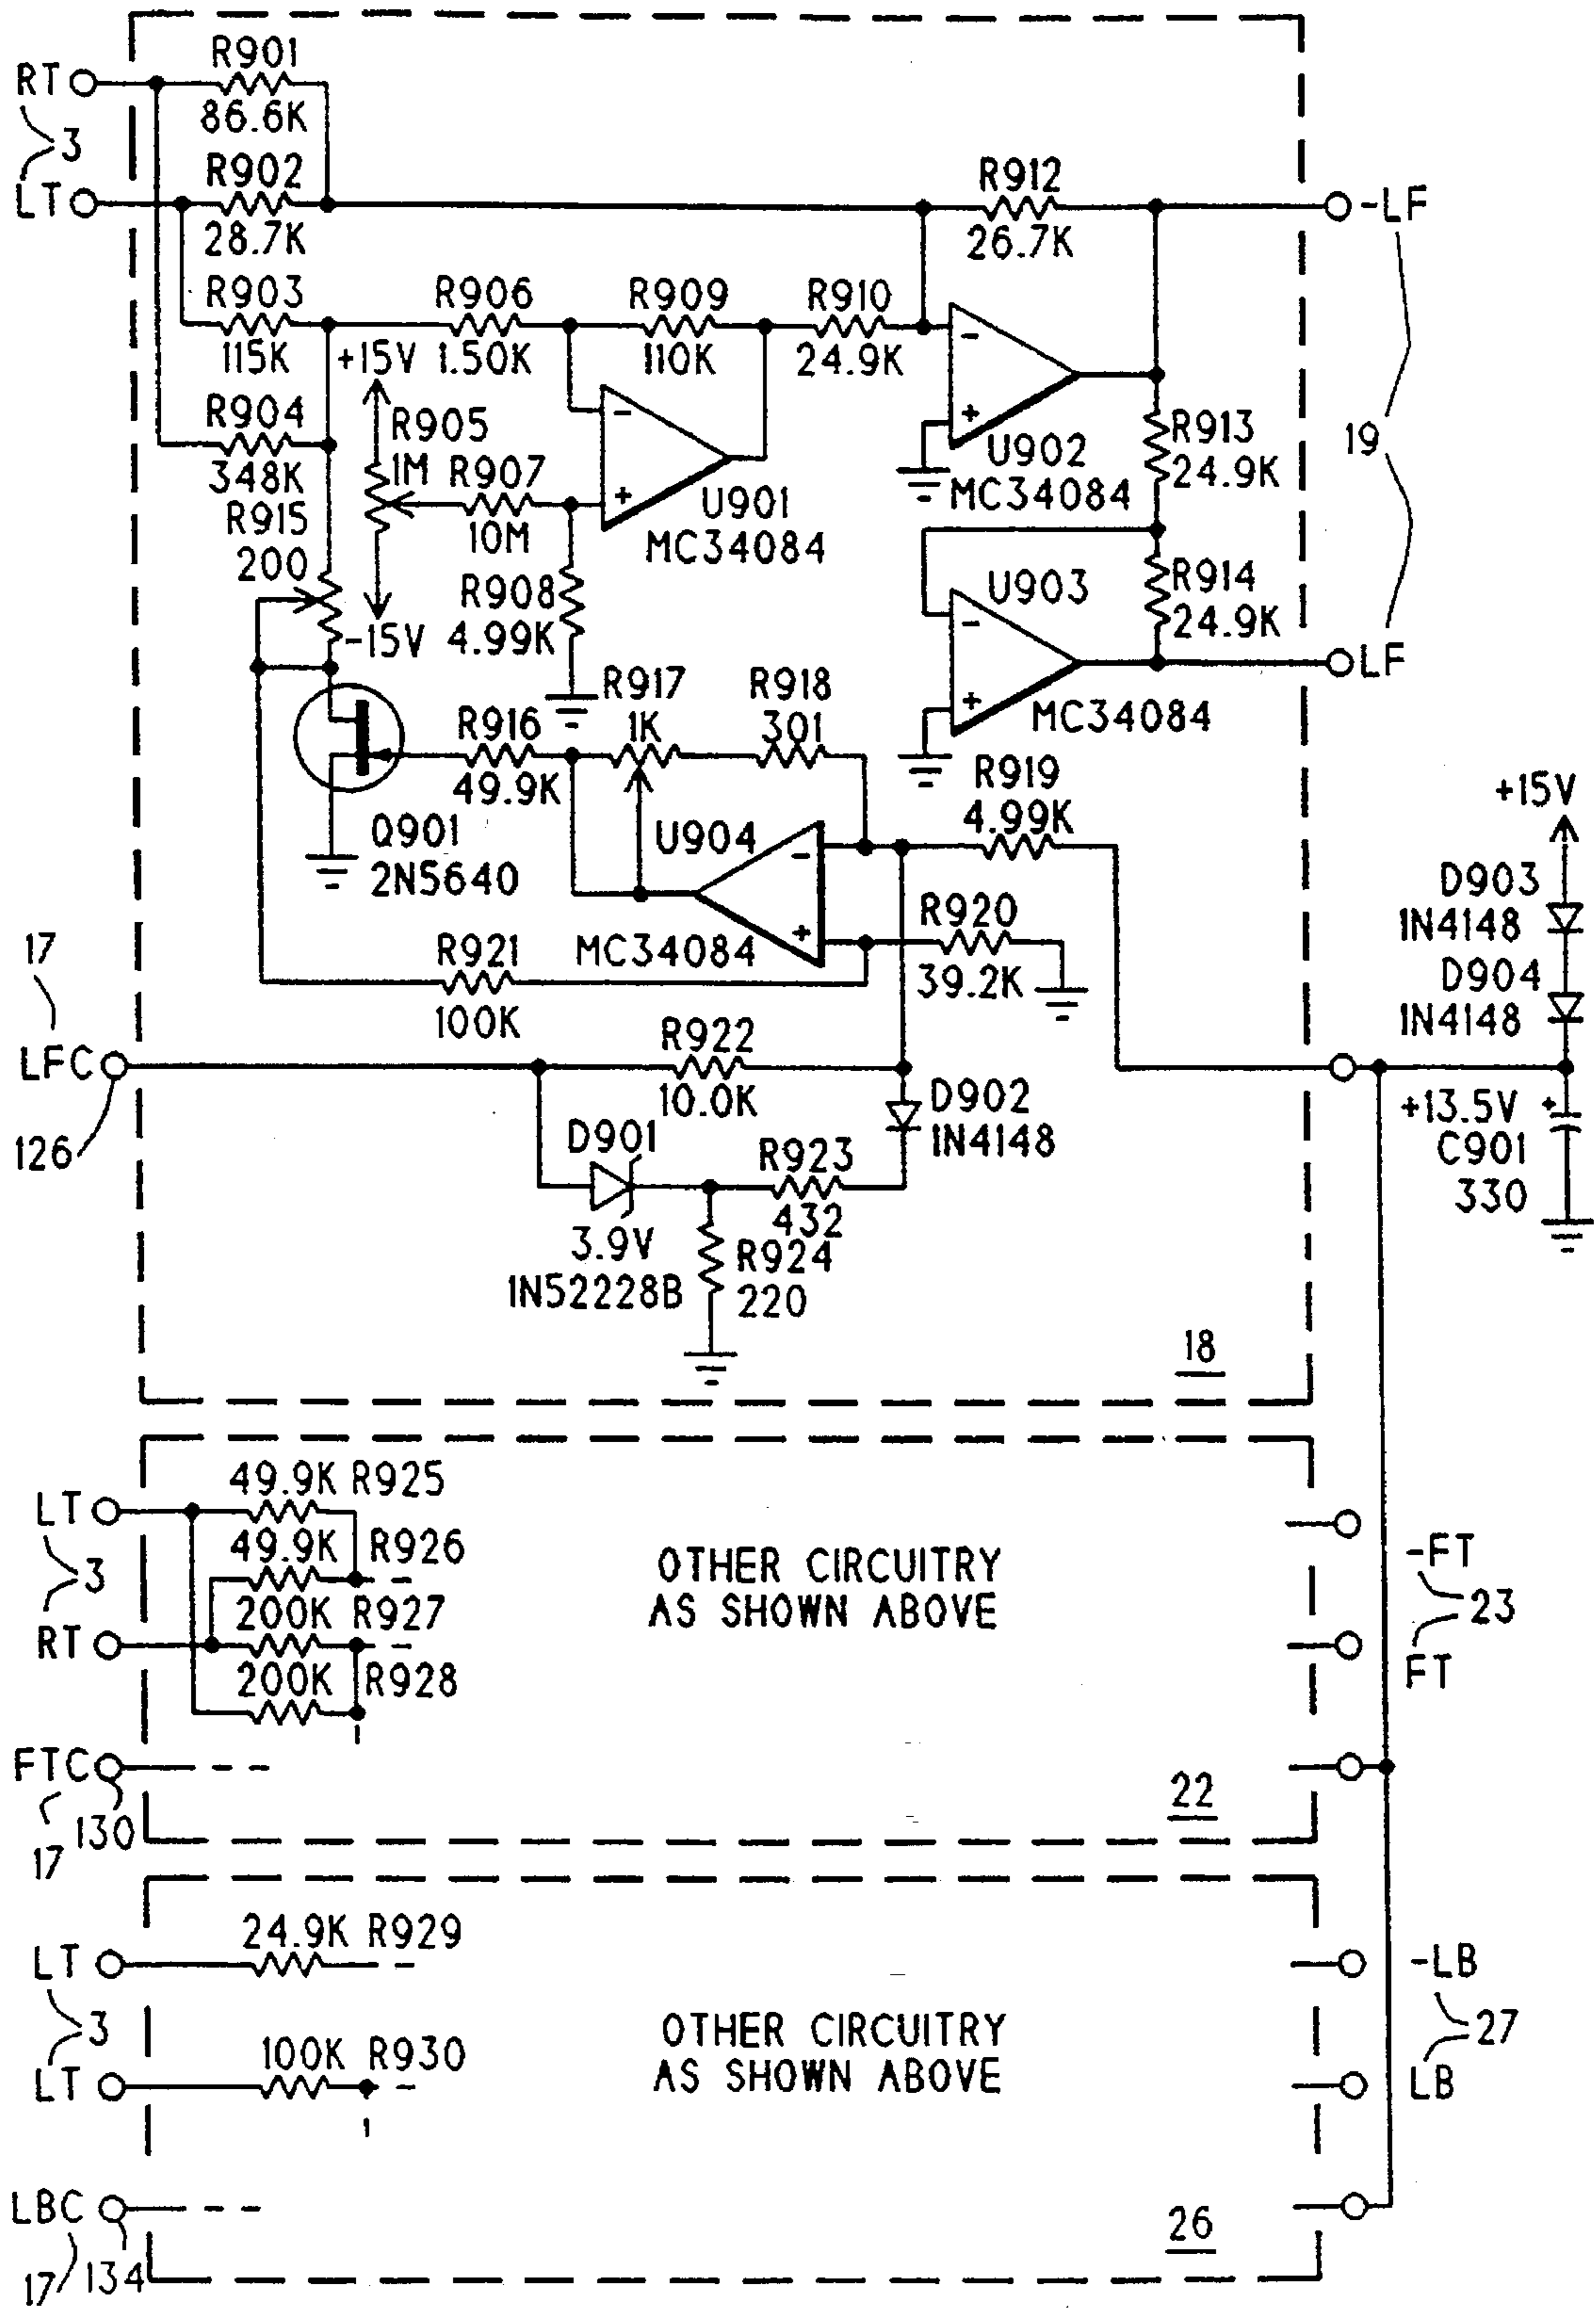 R901
RT
86.6K
3
R902
R912
LT
-LF
28.7K
26.7K
R903
R906
R909
R910
115K
+15V
1.50K
110K
24.9K
R904
R905
R913
19
348K
1M
R907
U902
24.9K
R915
U901
MC34084
200
10M
MC34084
R908
U903
R914
-15V
4.99K
24.9K
LF
R917
R918
R916
1K
301
MC34084
49.9K
R919
+15V
Q901
U904
4.99K
2N5640
D903
R920
1N4148
17
R921
MC34084
39.2K
D904
100K
1N4148
R922
LFC
10.0K
D902
+13.5V
+
126
D901
1N4148
C901
R923
330
3.9V
432
1N52228B
R924
220
18
49.9K R925
LT
49.9K R926
OTHER CIRCUITRY
-FT
3
200K R927
AS SHOWN ABOVE
23
RT
200K R928
FT
FTC
130
22
17
24.9K R929
LT
-LB
3
OTHER CIRCUITRY
27
100K R930
AS SHOWN ABOVE
LT
LB
LBC
26
17
134